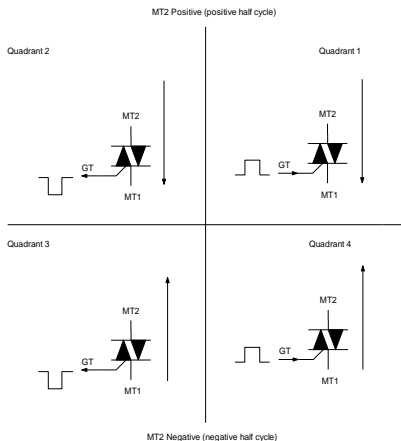 MT2 Positive (positive half cycle)
Quadrant 2
Quadrant 1
MT2
GT
MT1
MT2
GT
MT1
Quadrant 3
Quadrant 4
MT2
GT
MT1
MT2
GT
MT1
MT2 Negative (negative half cycle)